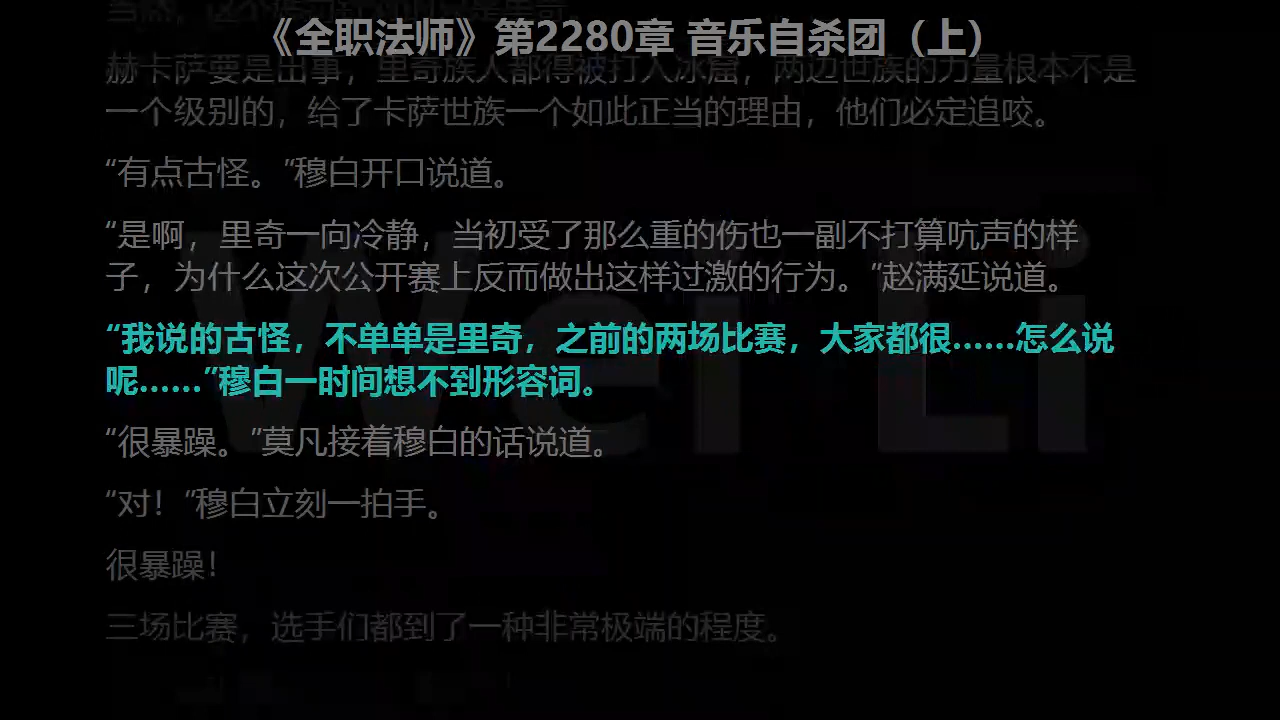 《全职法师》第2280章 音乐自杀团（上）
赫卡萨要是出事，里奇族人都得被打入冰窟，两边世族的力量根本不是
一个级别的，给了卡萨世族一个如此正当的理由，他们必定追咬。
“有点古怪。”穆白开口说道。
“是啊，里奇一向冷静，当初受了那么重的伤也一副不打算吭声的样
子，为什么这次公开赛上反而做出这样过激的行为。”赵满延说道。
“我说的古怪，不单单是里奇，之前的两场比赛，大家都很……怎么说
呢……”穆白一时间想不到形容词。
“很暴躁。”莫凡接着穆白的话说道。
“对！”穆白立刻一拍手。
很暴躁！
三场比赛，选手们都到了一种非常极端的程度。
Wei Li